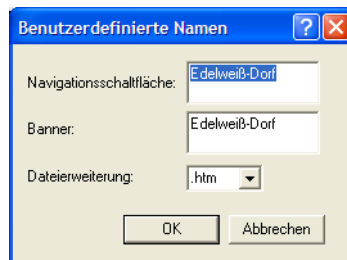 Benutzerdefinierte Namen
Navigationsschaltfläche: Edelweiß-Dorf
Banner: Edelweiß-Dorf
Dateierweiterung: .htm
OK Abbrechen